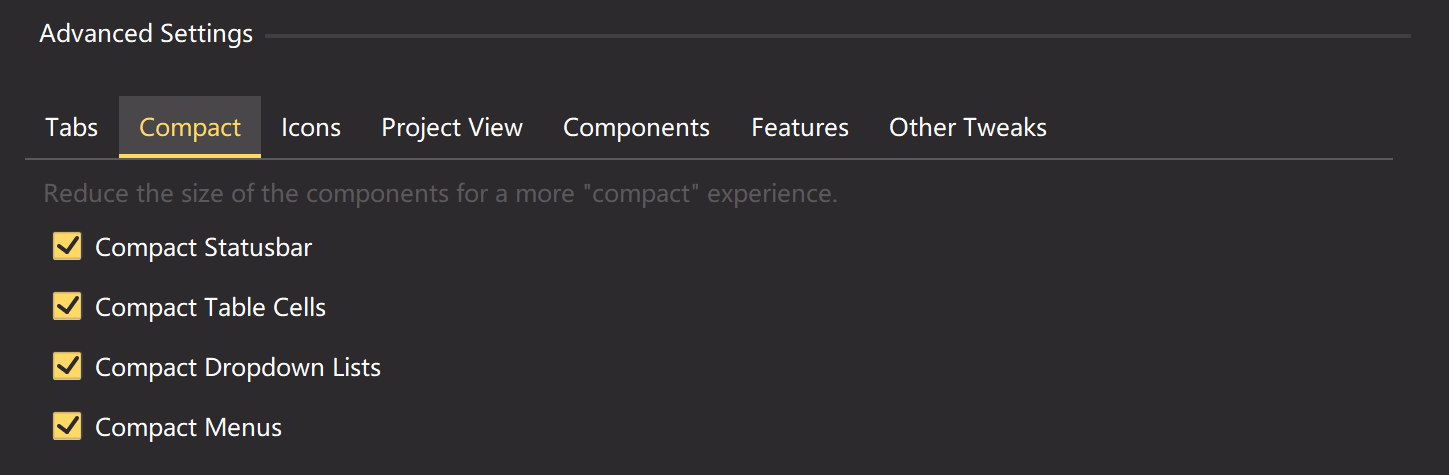 Advanced Settings
Tabs Compact Icons Project View Components Features Other Tweaks
Reduce the size of the components for a more "compact" experience.
Compact Statusbar
Compact Table Cells
Compact Dropdown Lists
Compact Menus